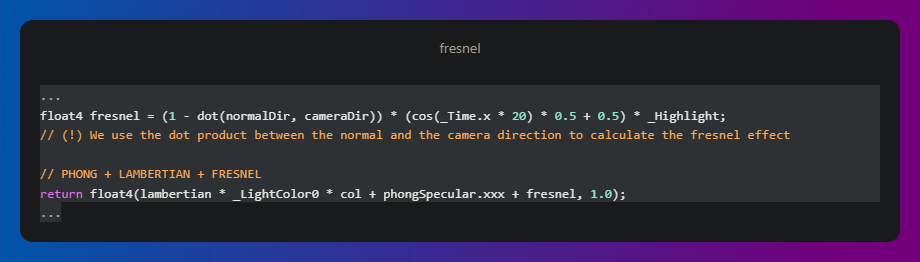 fresnel
...
float4 fresnel = (1 - dot(normalDir, cameraDir)) * (cos(_Time.x * 20) * 0.5 + 0.5) * _Highlight;
// (!) We use the dot product between the normal and the camera direction to calculate the fresnel effect
// PHONG + LAMBERTIAN + FRESNEL
return float4(lambertian * _LightColor0 * col + phongSpecular.xxx + fresnel, 1.0);
...